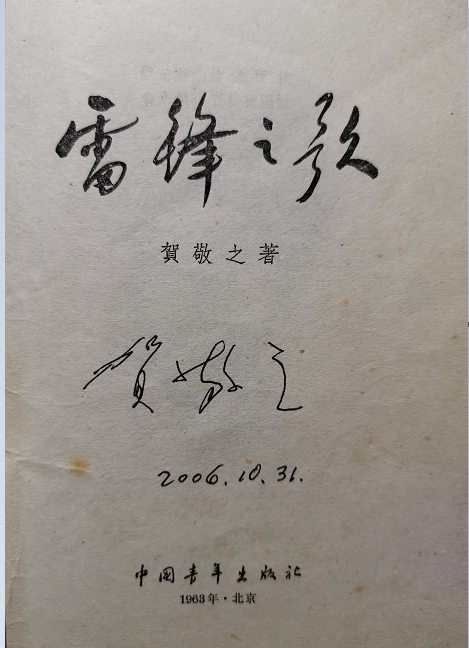 雷锋之歌
賀敬之著
贺敬之
2006.10.31.
中国青年出版社
1963年·北京